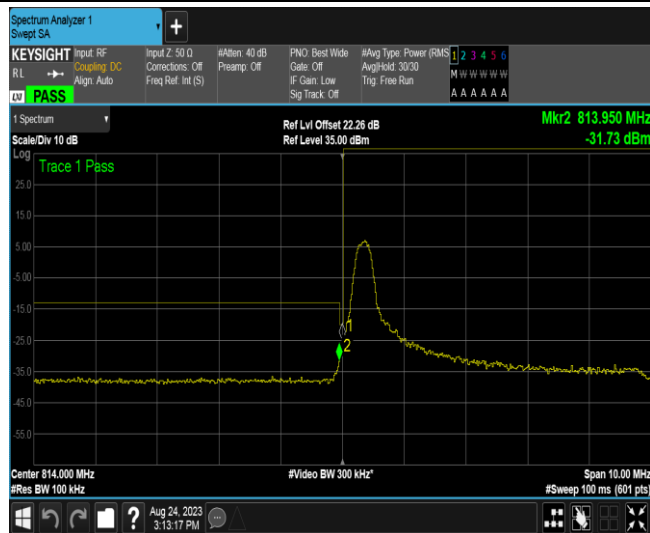 Spectrum Analyzer 1
Swept SA
+
KEYSIGHT
RL
LXI PASS
Input: RF
Coupling: DC
Align: Auto
Input Z: 50 Ω
Corrections: Off
Freq Ref: Int (S)
#Atten: 40 dB
Preamp: Off
PNO: Best Wide
Gate: Off
IF Gain: Low
Sig Track: Off
#Avg Type: Power (RMS
Avg|Hold: 30/30
Trig: Free Run
1 2 3 4 5 6
M W W W W W
A A A A A A
1 Spectrum
Scale/Div 10 dB
Ref Lvl Offset 22.26 dB
Ref Level 35.00 dBm
Mkr2 813.950 MHz
-31.73 dBm
Log
Trace 1 Pass
25.0
15.0
5.00
-5.00
-15.0
-25.0
-35.0
-45.0
-55.0
1
2
Center 814.000 MHz
#Res BW 100 kHz
#Video BW 300 kHz*
Span 10.00 MHz
#Sweep 100 ms (601 pts)
?
Aug 24, 2023
3:13:17 PM